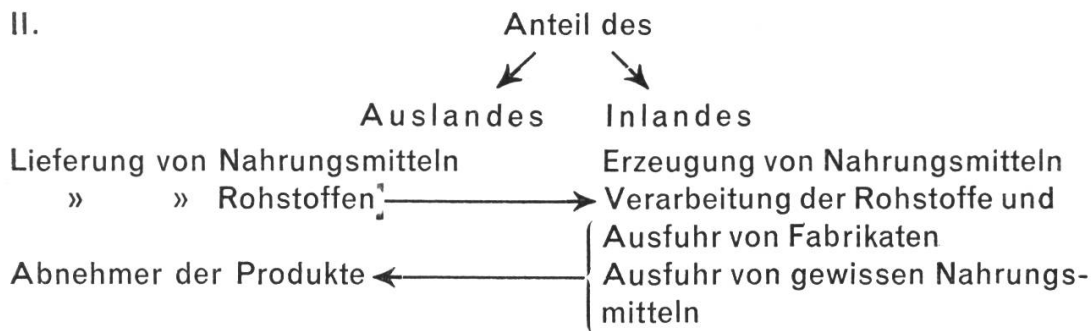 II. Anteil des
Auslandes Inlandes
Lieferung von Nahrungsmitteln Erzeugung von Nahrungsmitteln
» » Rohstoffen Verarbeitung der Rohstoffe und
Ausfuhr von Fabrikaten
Abnehmer der Produkte Ausfuhr von gewissen Nahrungs-
mitteln